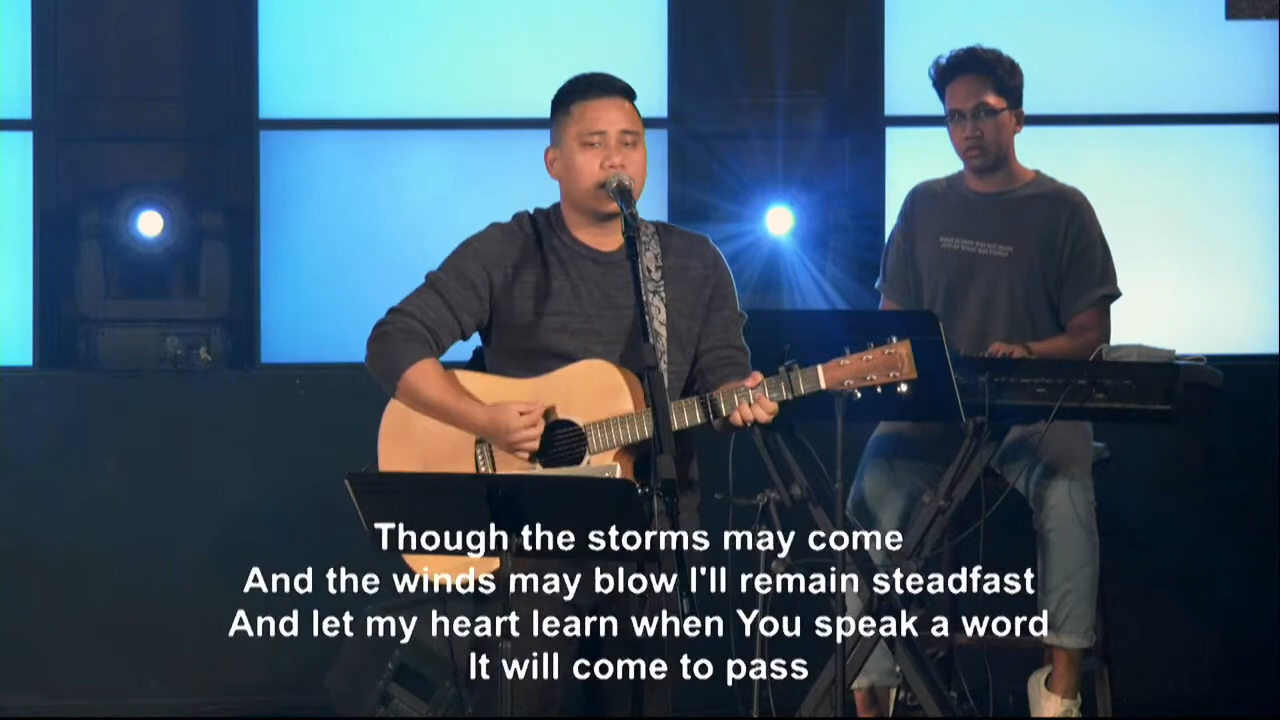 Though the storms may come
And the winds may blow I'll remain steadfast
And let my heart learn when You speak a word
It will come to pass